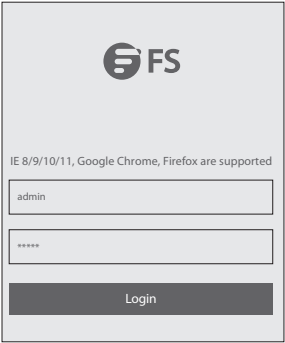 FS
IE 8/9/10/11, Google Chrome, Firefox are supported
admin
*****
Login